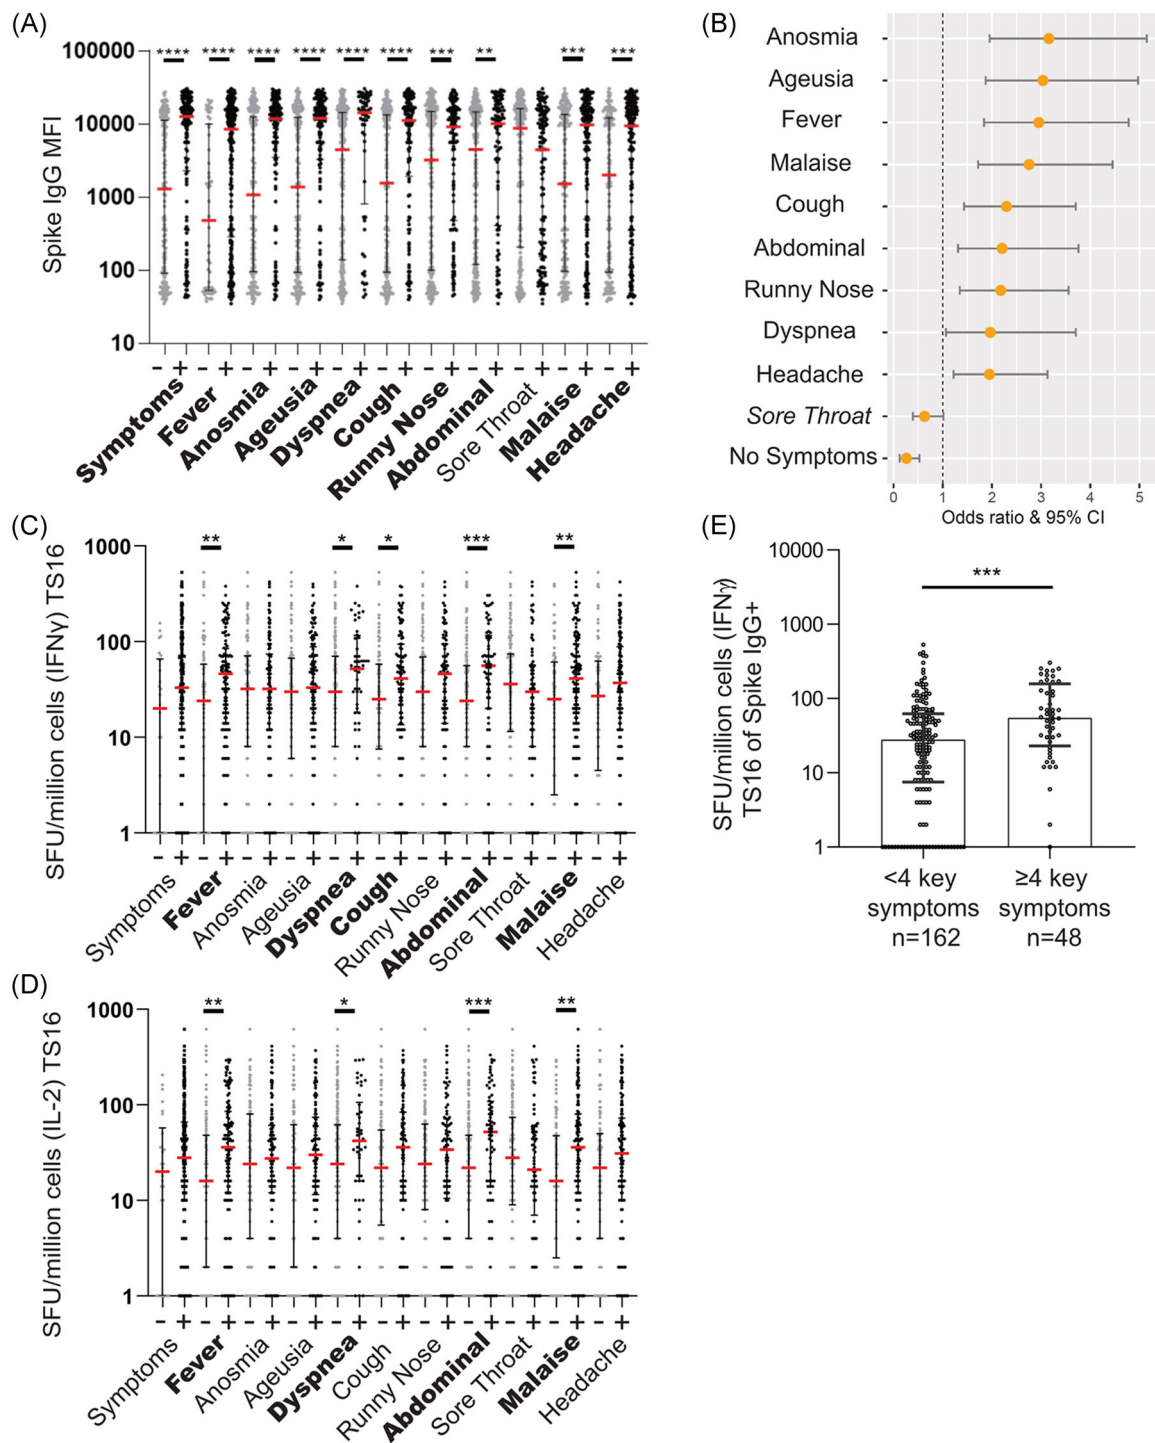 (A)
Spike IgG MFI
100000
10000
1000
100
10
**** **** **** **** **** **** *** ** *** ***
- + - + - + - + - + - + - + - + - + - + - +
Symptoms
Fever
Anosmia
Ageusia
Dyspnea
Cough
Runny Nose
Abdominal
Sore Throat
Malaise
Headache
(B)
Anosmia
Ageusia
Fever
Malaise
Cough
Abdominal
Runny Nose
Dyspnea
Headache
Sore Throat
No Symptoms
0 1 2 3 4 5
Odds ratio & 95% CI
(C)
SFU/million cells (IFNγ) TS16
1000
100
10
1
** * * *** **
- + - + - + - + - + - + - + - + - + - + - +
Symptoms
Fever
Anosmia
Ageusia
Dyspnea
Cough
Runny Nose
Abdominal
Sore Throat
Malaise
Headache
(E)
SFU/million cells (IFNγ)
TS16 of Spike IgG+
10000
1000
100
10
1
***
<4 key
symptoms
n=162
≥4 key
symptoms
n=48
(D)
SFU/million cells (IL-2) TS16
1000
100
10
1
** * *** **
- + - + - + - + - + - + - + - + - + - + - +
Symptoms
Fever
Anosmia
Ageusia
Dyspnea
Cough
Runny Nose
Abdominal
Sore Throat
Malaise
Headache